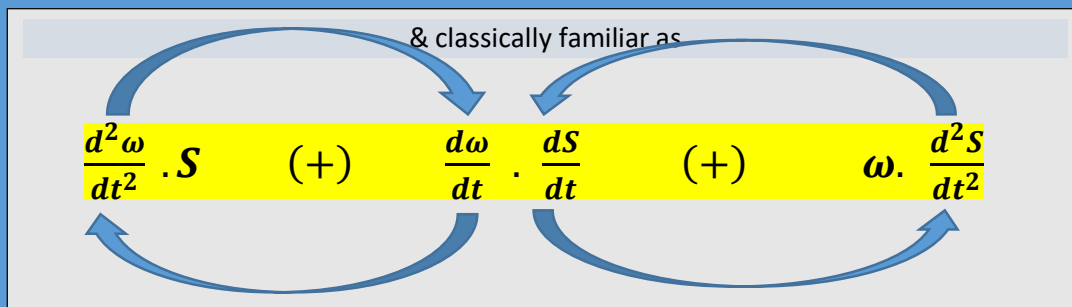 & classically familiar as
d²ω/dt² . S (+) dω/dt . dS/dt (+) ω. d²S/dt²